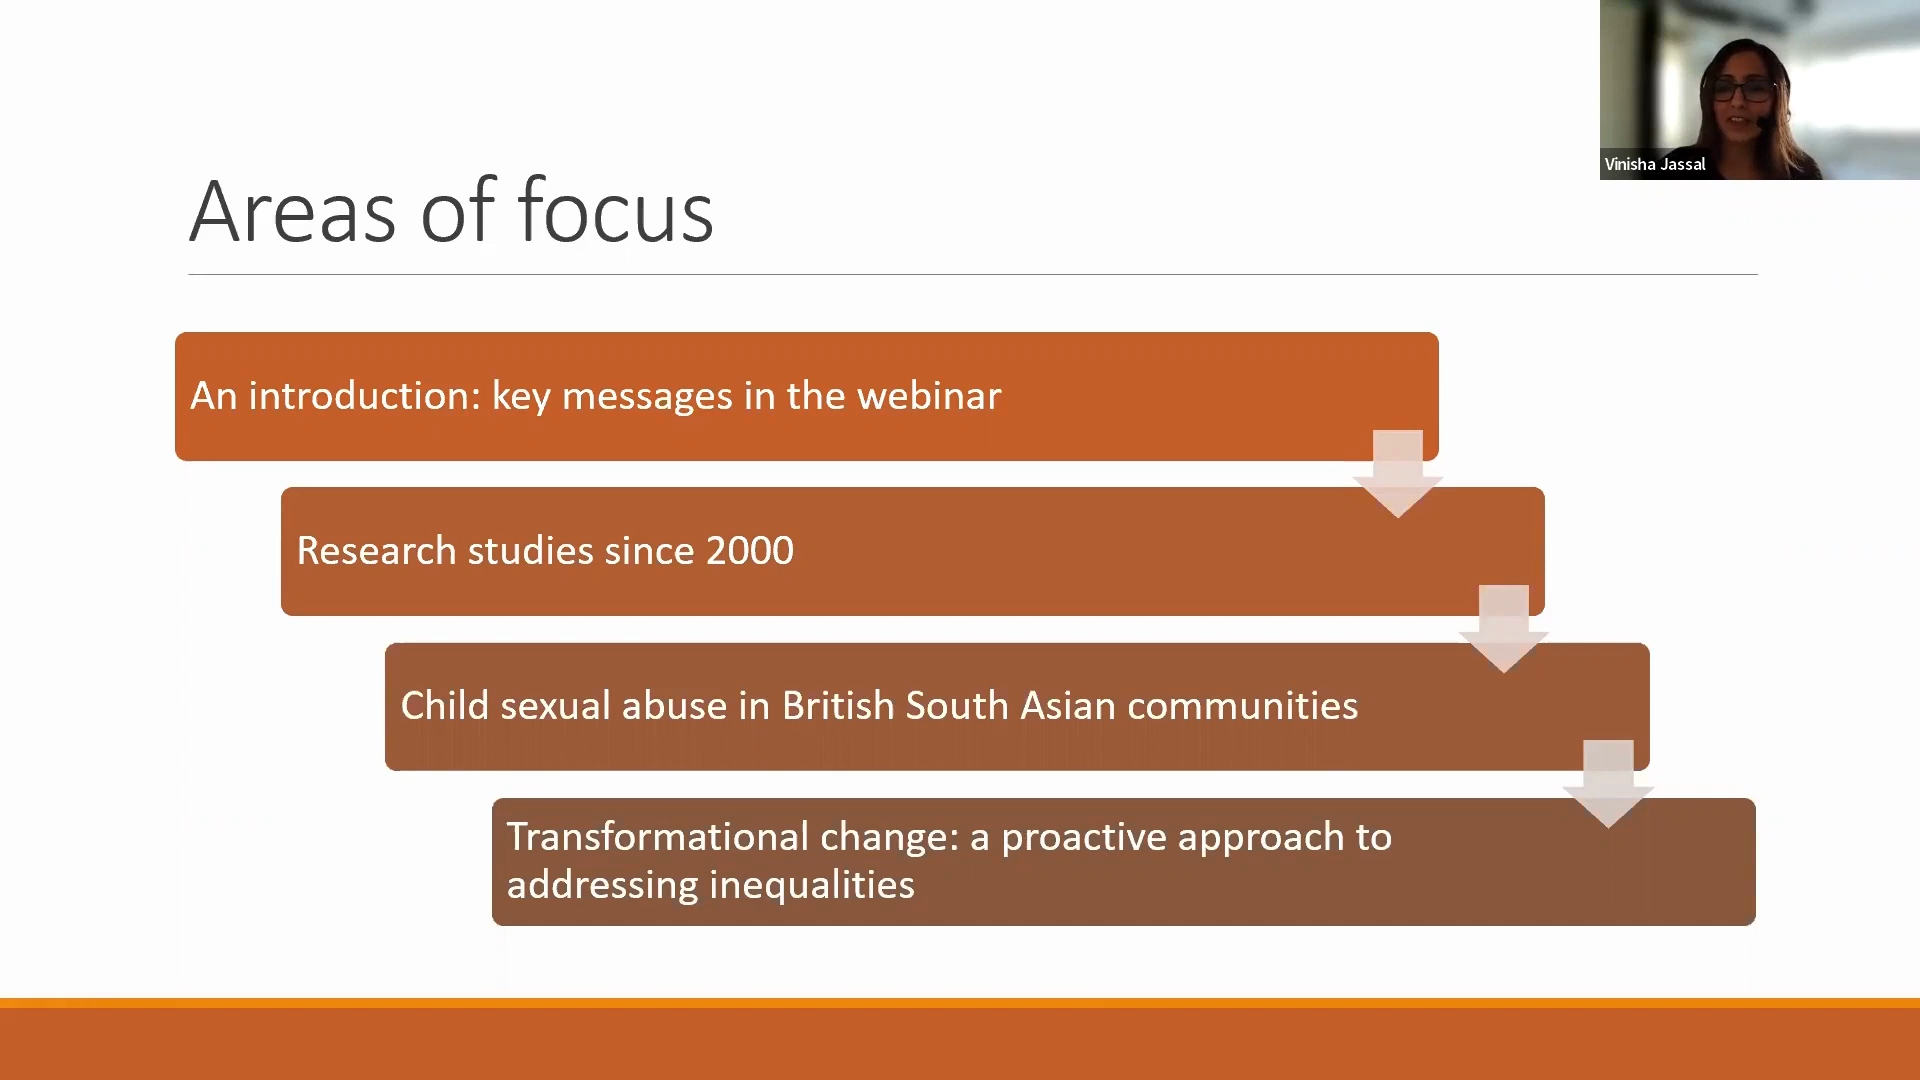 Vinisha Jassal
Areas of focus
An introduction: key messages in the webinar
Research studies since 2000
Child sexual abuse in British South Asian communities
Transformational change: a proactive approach to
addressing inequalities